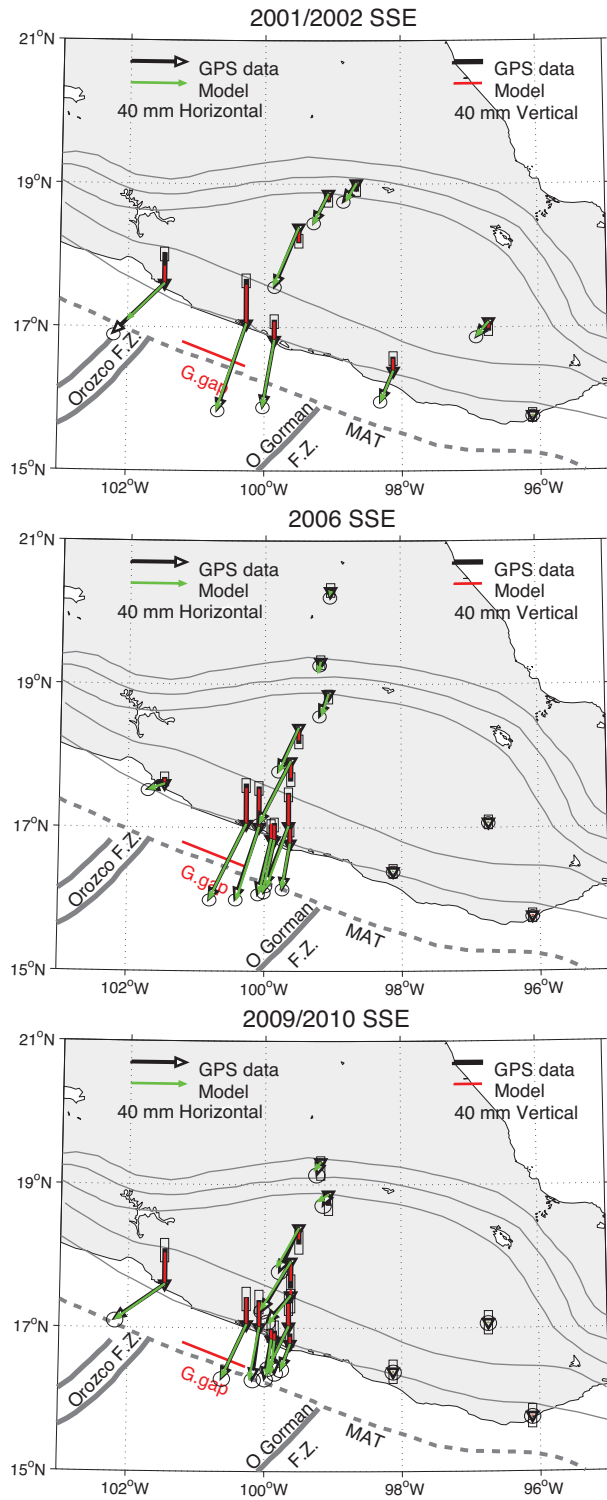 2001/2002 SSE
21°N
GPS data
GPS data
Model
Model
40 mm Horizontal
40 mm Vertical
19°N
17°N
Orozco F.Z.
G.gap
O Gorman
F.Z.
MAT
15°N
102°W
100°W
98°W
96°W
2006 SSE
21°N
GPS data
GPS data
Model
Model
40 mm Horizontal
40 mm Vertical
19°N
17°N
Orozco F.Z.
G.gap
O Gorman
F.Z.
MAT
15°N
102°W
100°W
98°W
96°W
2009/2010 SSE
21°N
GPS data
GPS data
Model
Model
40 mm Horizontal
40 mm Vertical
19°N
17°N
Orozco F.Z.
G.gap
O Gorman
F.Z.
MAT
15°N
102°W
100°W
98°W
96°W